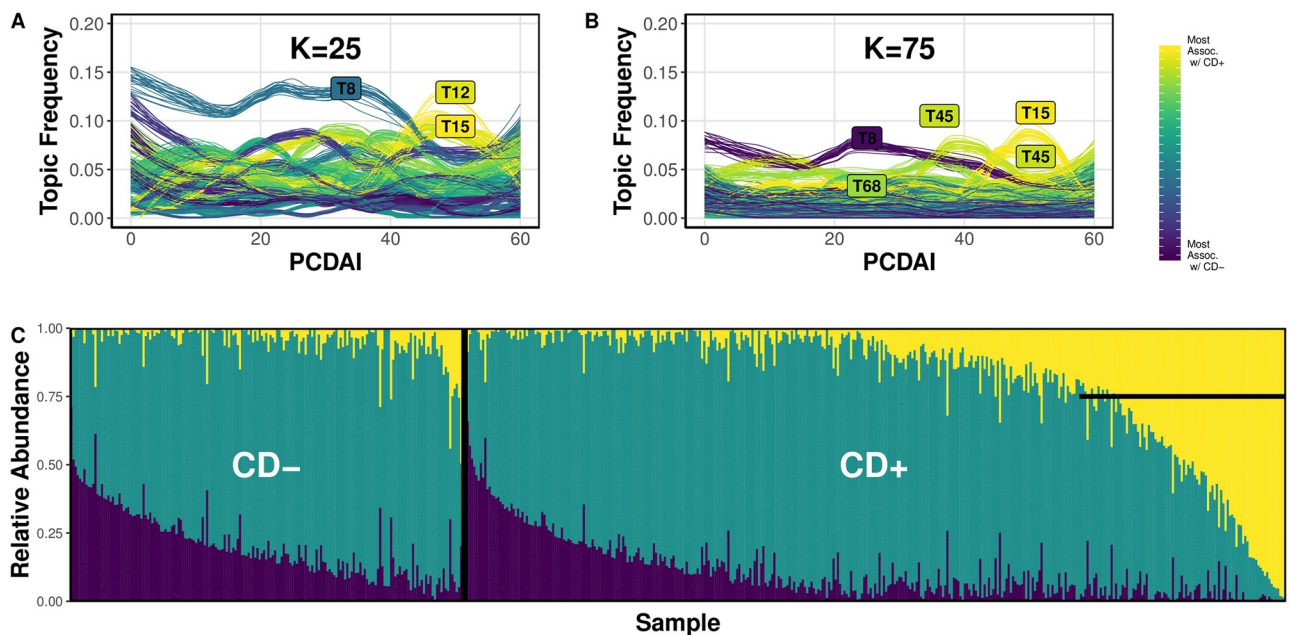 A
K=25
Topic Frequency
0.20
0.15
0.10
0.05
0.00
T8
T12
T15
0 20 40 60
PCDAI
B
K=75
Topic Frequency
0.20
0.15
0.10
0.05
0.00
T8
T45
T15
T45
T68
0 20 40 60
PCDAI
Most
Assoc.
w/ CD+
Most
Assoc.
w/ CD−
C
Relative Abundance
1.00
0.75
0.50
0.25
0.00
CD−
CD+
Sample